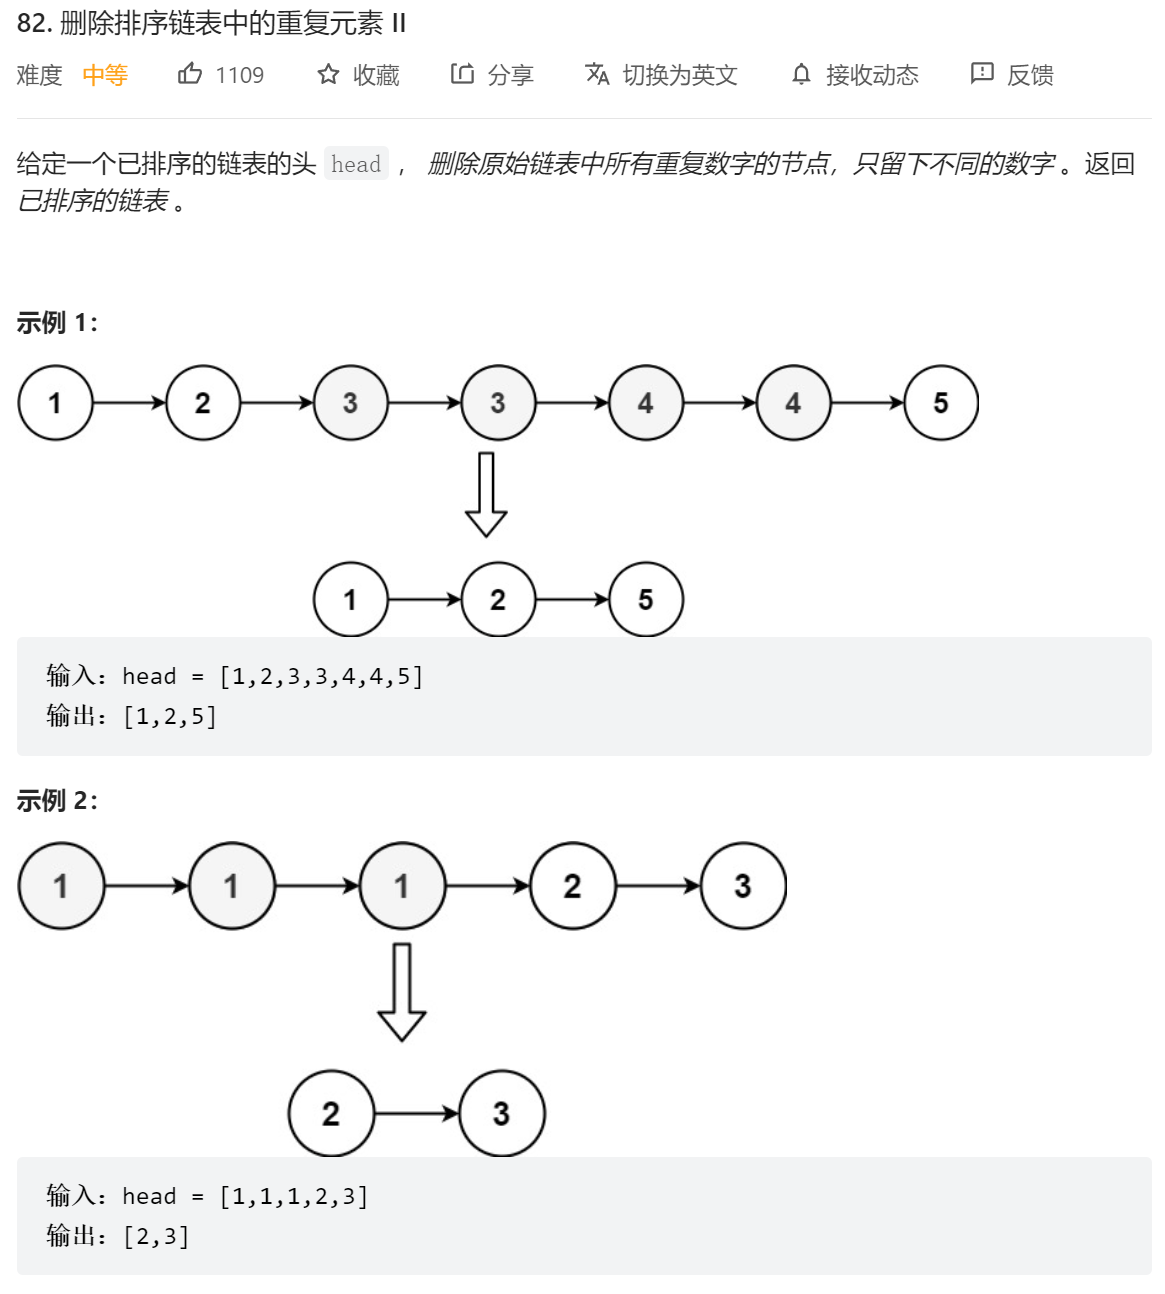 82. 删除排序链表中的重复元素 II
难度 中等 1109 收藏 分享 切换为英文 接收动态 反馈
给定一个已排序的链表的头 head ， 删除原始链表中所有重复数字的节点，只留下不同的数字 。返回
已排序的链表 。
示例 1：
1 2 3 3 4 4 5
1 2 5
输入：head = [1,2,3,3,4,4,5]
输出：[1,2,5]
示例 2：
1 1 1 2 3
2 3
输入：head = [1,1,1,2,3]
输出：[2,3]